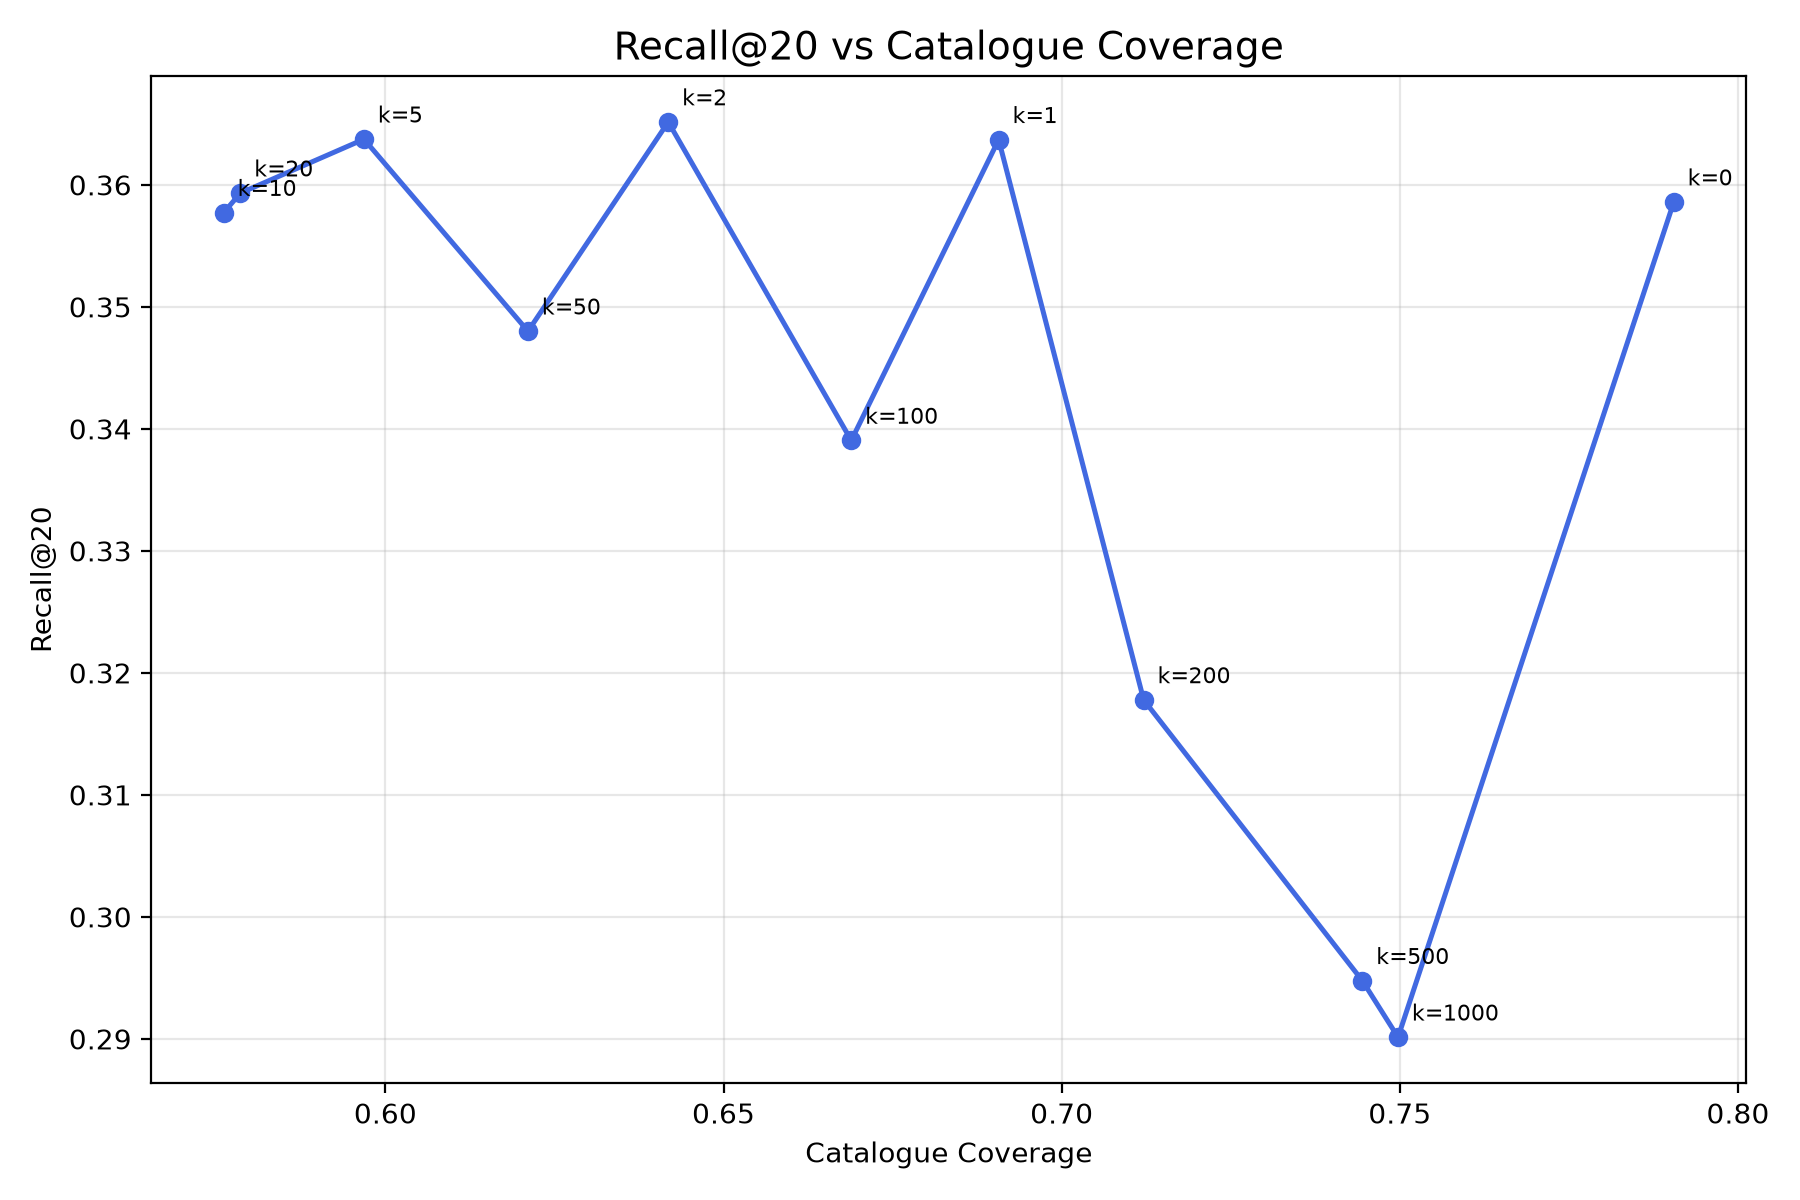 Recall@20 vs Catalogue Coverage
k=2
k=5
k=1
k=20
k=0
k=10
k=50
k=100
k=200
k=500
k=1000
0.36
0.35
0.34
0.33
0.32
0.31
0.30
0.29
Recall@20
0.60
0.65
0.70
0.75
0.80
Catalogue Coverage